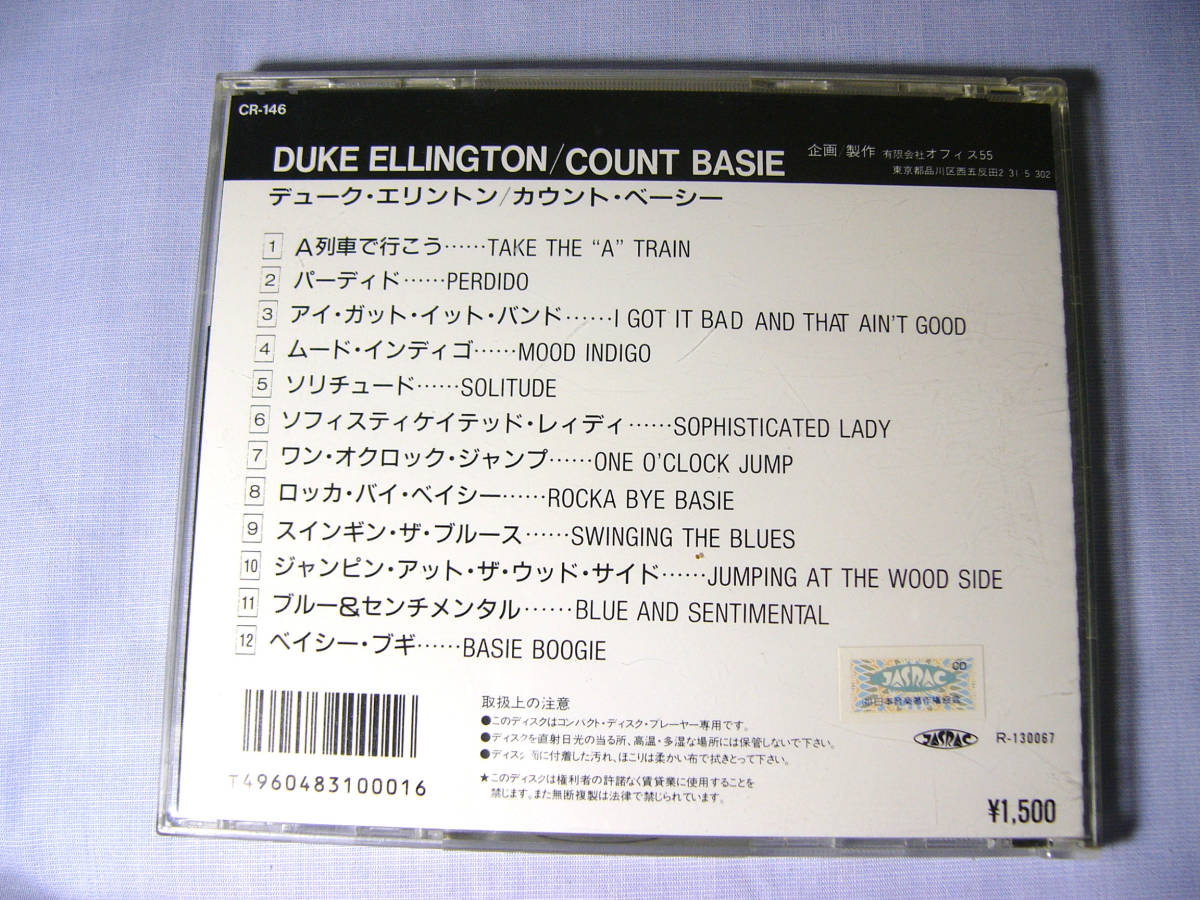 CR-146
DUKE ELLINGTON/COUNT BASIE
企画/製作 有限会社オフィス55
東京都品川区西五反田2 31 5 302
デューク・エリントン/カウント・ベーシー
1 A列車で行こう……TAKE THE “A” TRAIN
2 パーディド……PERDIDO
3 アイ・ガット・イット・バンド……I GOT IT BAD AND THAT AIN'T GOOD
4 ムード・インディゴ……MOOD INDIGO
5 ソリチュード……SOLITUDE
6 ソフィスティケイテッド・レィディ……SOPHISTICATED LADY
7 ワン・オクロック・ジャンプ……ONE O'CLOCK JUMP
8 ロッカ・バイ・ベイシー……ROCKA BYE BASIE
9 スインギン・ザ・ブルース……SWINGING THE BLUES
10 ジャンピン・アット・ザ・ウッド・サイド……JUMPING AT THE WOOD SIDE
11 ブルー&センチメンタル……BLUE AND SENTIMENTAL
12 ベイシー・ブギ……BASIE BOOGIE
T4960483100016
取扱上の注意
●このディスクはコンパクト・ディスク・プレーヤー専用です。
●ディスクを直射日光の当る所、高温・多湿な場所には保管しないで下さい。
●ディスク面に付着した汚れ、ほこりは柔かい布で拭きとって下さい。
★このディスクは権利者の許諾なく賃貸業に使用することを
禁じます。また無断複製は法律で禁じられています。
CD
JASRAC
日本音楽著作権協会
JASRAC R-130067
¥1,500